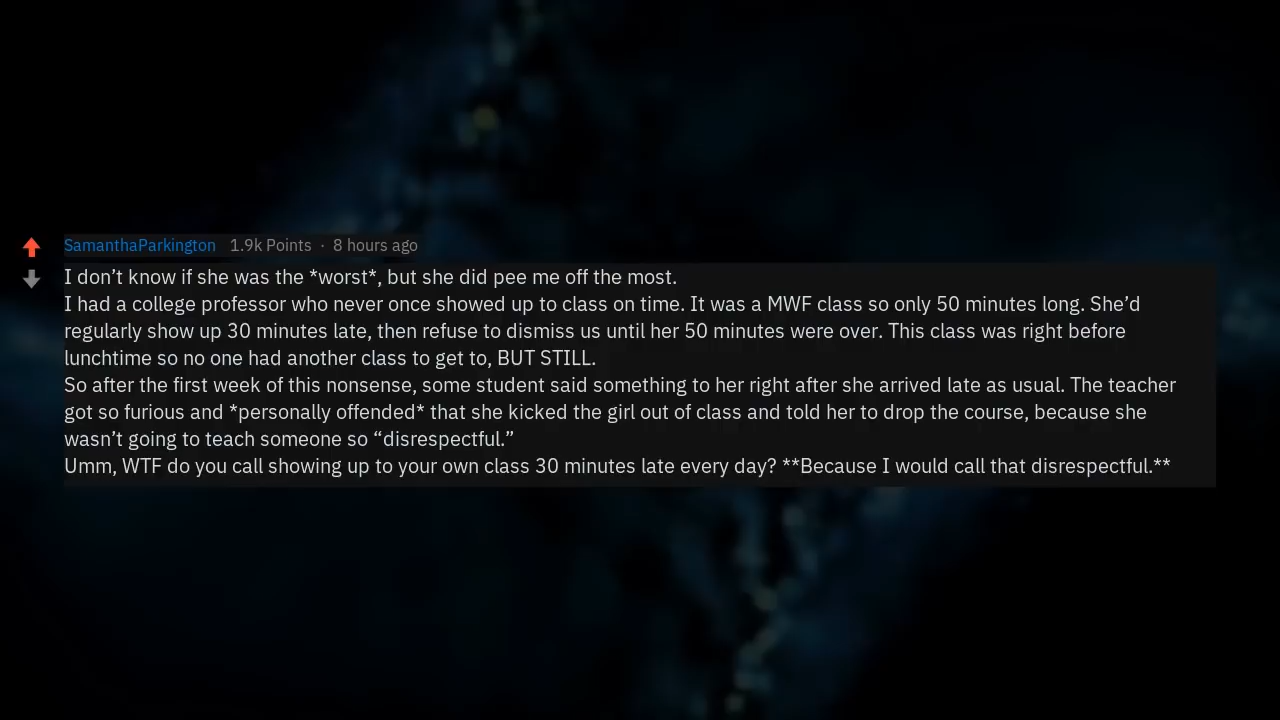 SamanthaParkington 1.9k Points · 8 hours ago
I don’t know if she was the *worst*, but she did pee me off the most.
I had a college professor who never once showed up to class on time. It was a MWF class so only 50 minutes long. She’d
regularly show up 30 minutes late, then refuse to dismiss us until her 50 minutes were over. This class was right before
lunchtime so no one had another class to get to, BUT STILL.
So after the first week of this nonsense, some student said something to her right after she arrived late as usual. The teacher
got so furious and *personally offended* that she kicked the girl out of class and told her to drop the course, because she
wasn’t going to teach someone so “disrespectful.”
Umm, WTF do you call showing up to your own class 30 minutes late every day? **Because I would call that disrespectful.**